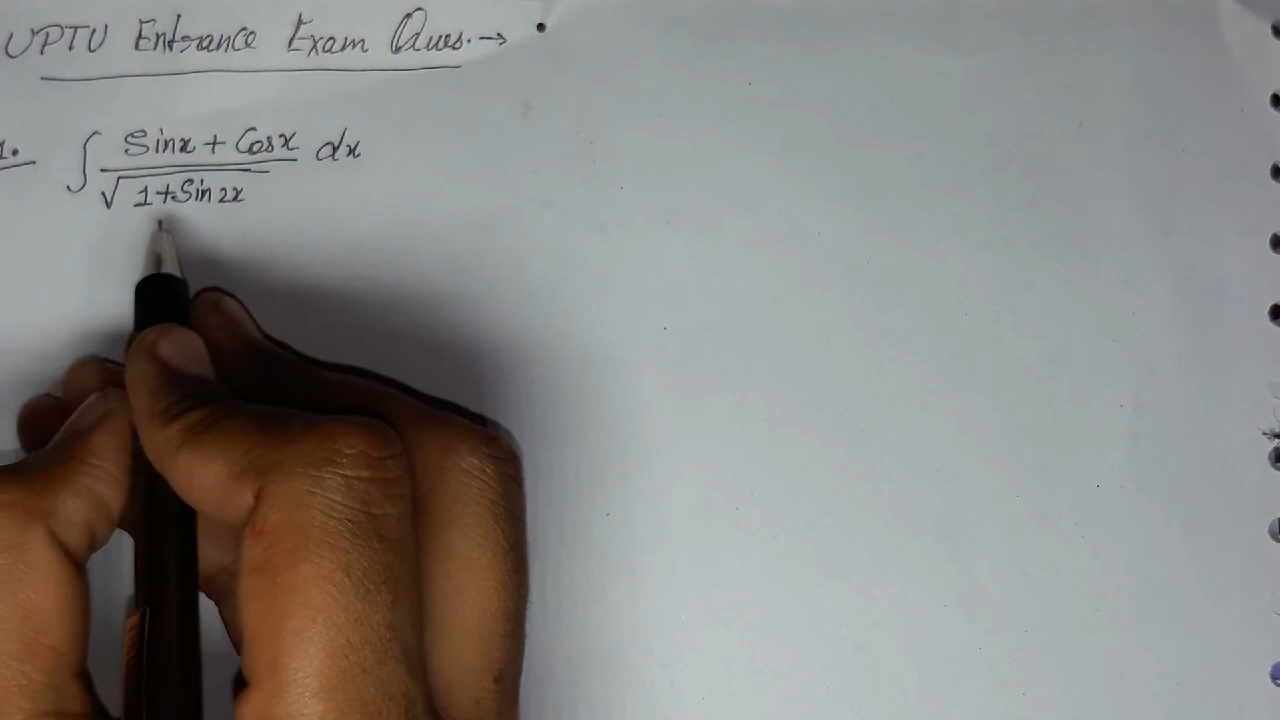 UPTU Entrance Exam Ques.→
1. ∫ Sinx + Cosx / √1+Sin2x dx